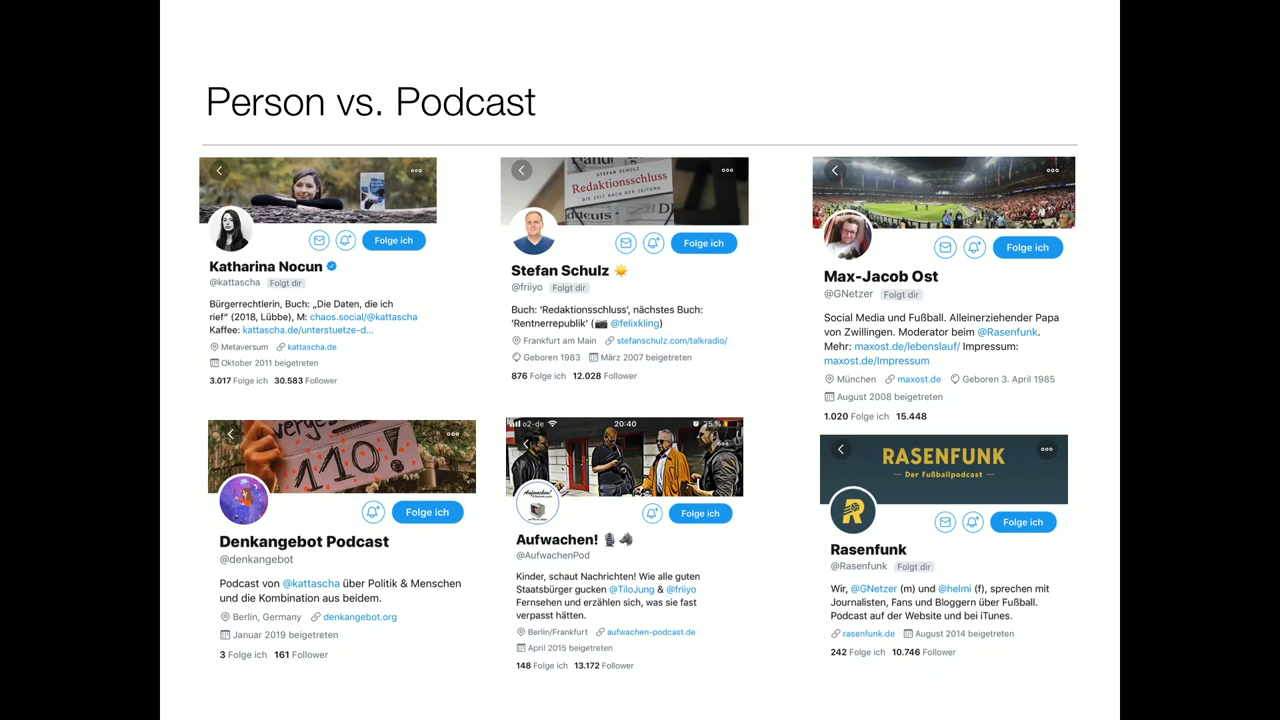 Person vs. Podcast
Folge ich
Katharina Nocun
@kattascha Folgt dir
Bürgerrechtlerin, Buch: „Die Daten, die ich
rief“ (2018, Lübbe), M: chaos.social/@kattascha
Kaffee: kattascha.de/unterstuetze-d...
Metaversum kattascha.de
Oktober 2011 beigetreten
3.017 Folge ich 30.583 Follower
STEFAN SCHULZ
Redaktionsschluss
DIE ZEIT NACH DER ZEITUNG
Folge ich
Stefan Schulz ☀️
@friiyo Folgt dir
Buch: 'Redaktionsschluss', nächstes Buch:
'Rentnerrepublik' (📷 @felixkling)
Frankfurt am Main stefanschulz.com/talkradio/
Geboren 1983 März 2007 beigetreten
876 Folge ich 12.028 Follower
Folge ich
Max-Jacob Ost
@GNetzer Folgt dir
Social Media und Fußball. Alleinerziehender Papa
von Zwillingen. Moderator beim @Rasenfunk.
Mehr: maxost.de/lebenslauf/ Impressum:
maxost.de/Impressum
München maxost.de Geboren 3. April 1985
August 2008 beigetreten
1.020 Folge ich 15.448
110!
Folge ich
Denkangebot Podcast
@denkangebot
Podcast von @kattascha über Politik & Menschen
und die Kombination aus beidem.
Berlin, Germany denkangebot.org
Januar 2019 beigetreten
3 Folge ich 161 Follower
o2-de 20:40 25 %
Aufwachen!
Folge ich
Aufwachen! 🎙️🐴
@AufwachenPod
Kinder, schaut Nachrichten! Wie alle guten
Staatsbürger gucken @TiloJung & @friiyo
Fernsehen und erzählen sich, was sie fast
verpasst hätten.
Berlin/Frankfurt aufwachen-podcast.de
April 2015 beigetreten
148 Folge ich 13.172 Follower
RASENFUNK
Der Fußballpodcast
R
Folge ich
Rasenfunk
@Rasenfunk Folgt dir
Wir, @GNetzer (m) und @helmi (f), sprechen mit
Journalisten, Fans und Bloggern über Fußball.
Podcast auf der Website und bei iTunes.
rasenfunk.de August 2014 beigetreten
242 Folge ich 10.746 Follower